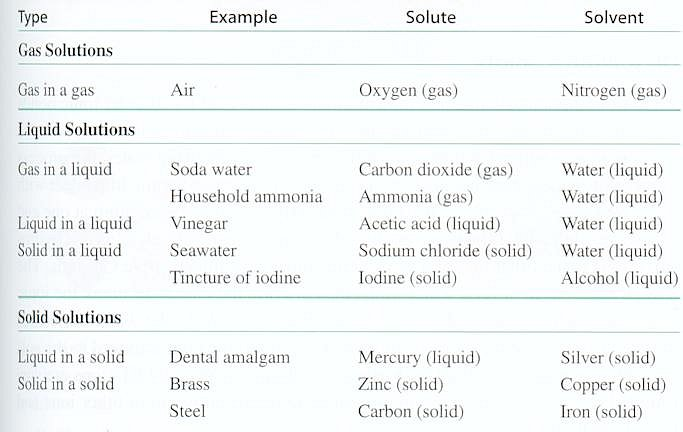 Type Example Solute Solvent
Gas Solutions
Gas in a gas Air Oxygen (gas) Nitrogen (gas)
Liquid Solutions
Gas in a liquid Soda water Carbon dioxide (gas) Water (liquid)
Household ammonia Ammonia (gas) Water (liquid)
Liquid in a liquid Vinegar Acetic acid (liquid) Water (liquid)
Solid in a liquid Seawater Sodium chloride (solid) Water (liquid)
Tincture of iodine Iodine (solid) Alcohol (liquid)
Solid Solutions
Liquid in a solid Dental amalgam Mercury (liquid) Silver (solid)
Solid in a solid Brass Zinc (solid) Copper (solid)
Steel Carbon (solid) Iron (solid)